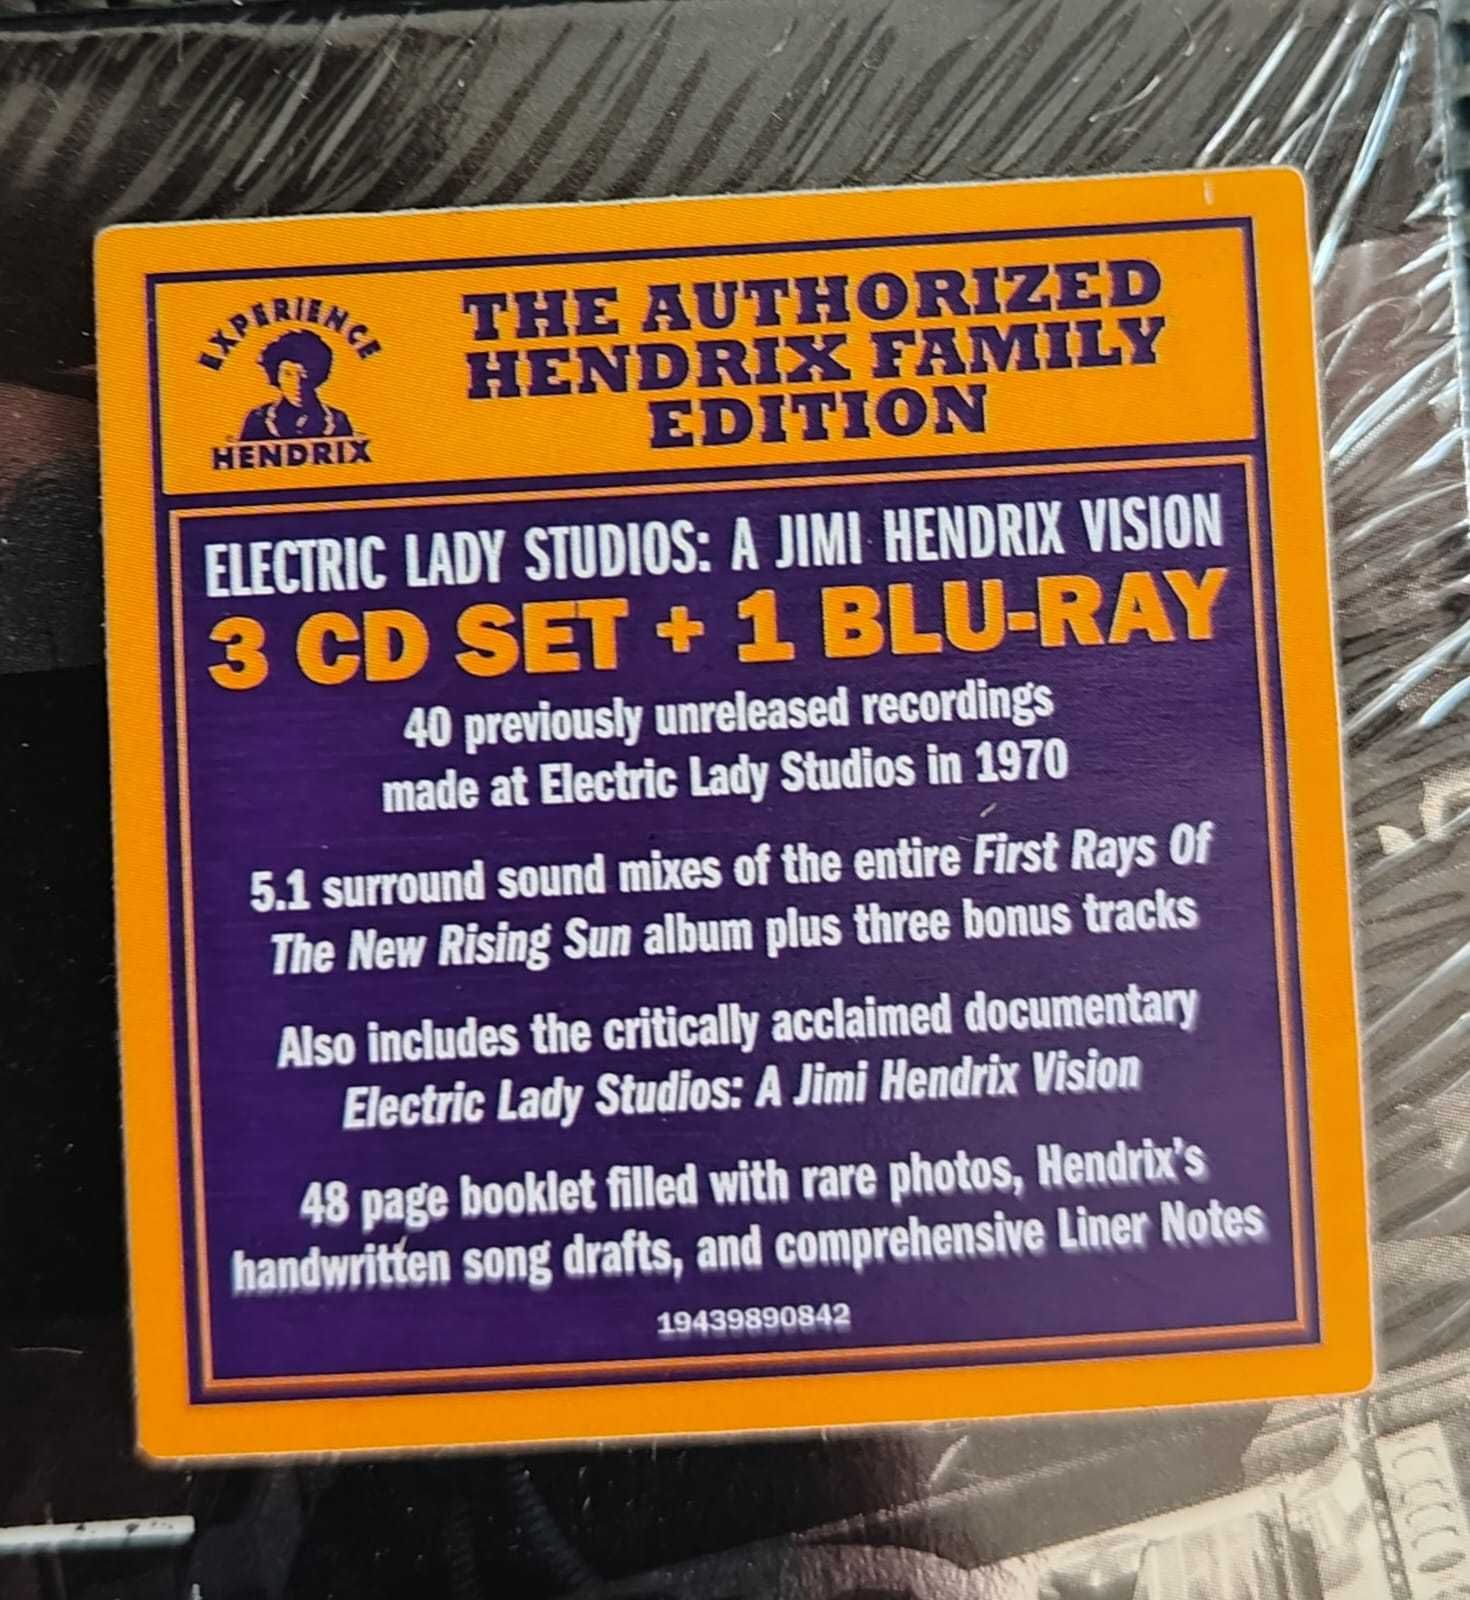 EXPERIENCE
HENDRIX
THE AUTHORIZED
HENDRIX FAMILY
EDITION
ELECTRIC LADY STUDIOS: A JIMI HENDRIX VISION
3 CD SET + 1 BLU-RAY
40 previously unreleased recordings
made at Electric Lady Studios in 1970
5.1 surround sound mixes of the entire First Rays Of
The New Rising Sun album plus three bonus tracks
Also includes the critically acclaimed documentary
Electric Lady Studios: A Jimi Hendrix Vision
48 page booklet filled with rare photos, Hendrix's
handwritten song drafts, and comprehensive Liner Notes
19439890842